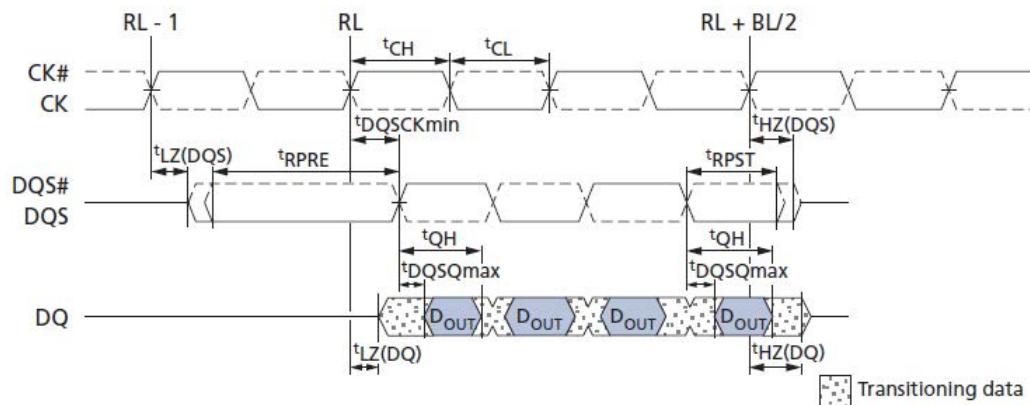 RL - 1
RL
RL + BL/2
tCH
tCL
CK#
CK
tDQSCKmin
tHZ(DQS)
tLZ(DQS)
tRPRE
tRPST
DQS#
DQS
tQH
tQH
tDQSQmax
tDQSQmax
DQ
DOUT
DOUT
DOUT
DOUT
tLZ(DQ)
tHZ(DQ)
Transitioning data